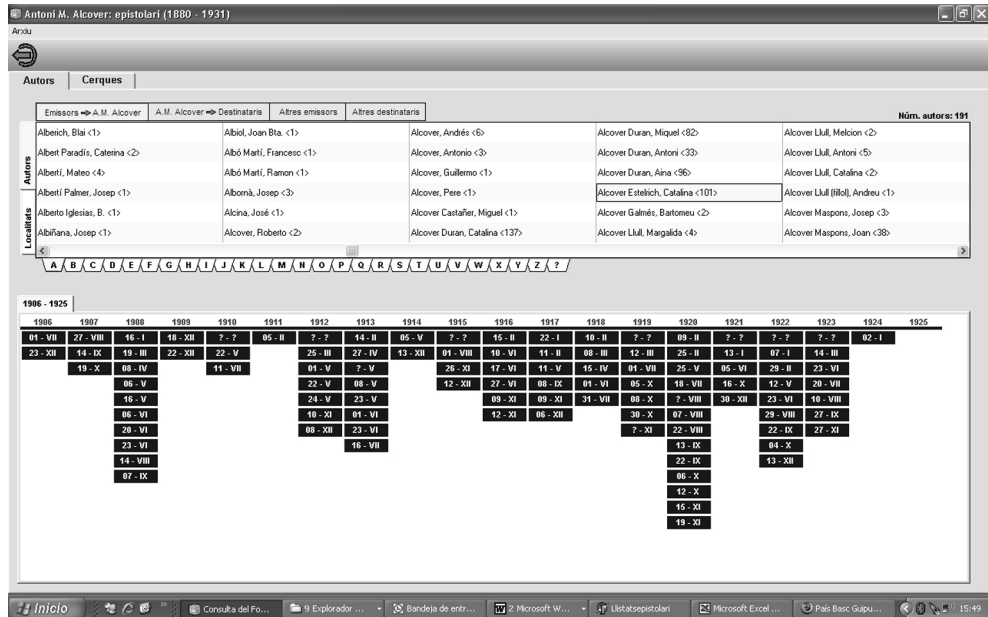 Antoni M. Alcover: epistolari (1880 - 1931)
Arxiu
Autors Cerques
Emissors => A.M. Alcover A.M. Alcover => Destinataris Altres emissors Altres destinataris
Núm. autors: 191
Autors
Localitats
Alberich, Blai <1> Albiol, Joan Bta. <1> Alcover, Andrés <6> Alcover Duran, Miquel <82> Alcover Llull, Melcion <2>
Albert Paradís, Caterina <2> Albó Martí, Francesc <1> Alcover, Antonio <3> Alcover Duran, Antoni <33> Alcover Llull, Antoni <5>
Albertí, Mateo <4> Albó Martí, Ramon <1> Alcover, Guillermo <1> Alcover Duran, Aina <96> Alcover Llull, Catalina <2>
Albertí Palmer, Josep <1> Albornà, Josep <3> Alcover, Pere <1> Alcover Estelrich, Catalina <101> Alcover Llull (fillol), Andreu <1>
Alberto Iglesias, B. <1> Alcina, José <1> Alcover Castañer, Miguel <1> Alcover Galmés, Bartomeu <2> Alcover Maspons, Josep <3>
Albiñana, Josep <1> Alcover, Roberto <2> Alcover Duran, Catalina <137> Alcover Llull, Margalida <4> Alcover Maspons, Joan <38>
A B C D E F G H I J K L M N O P Q R S T U V W X Y Z ?
1906 - 1925
1906 1907 1908 1909 1910 1911 1912 1913 1914 1915 1916 1917 1918 1919 1920 1921 1922 1923 1924 1925
01 - VII 27 - VIII 16 - I 18 - XII ? - ? 05 - II ? - ? 14 - II 05 - V ? - ? 15 - II 22 - I 10 - II ? - ? 09 - II ? - ? ? - ? ? - ? 02 - I
23 - XII 14 - IX 19 - III 22 - XII 22 - V 25 - III 27 - IV 13 - XII 01 - VIII 10 - VI 11 - II 08 - III 12 - III 25 - II 13 - I 07 - I 14 - III
19 - X 08 - IV 11 - VII 01 - V ? - V 26 - XI 17 - VI 11 - V 15 - IV 01 - VII 25 - V 05 - VI 29 - II 23 - VI
06 - V 22 - V 08 - V 12 - XII 27 - VI 08 - IX 01 - VI 05 - X 18 - VII 16 - X 12 - V 20 - VII
16 - V 24 - V 23 - V 09 - XI 09 - XI 31 - VII 08 - X ? - VIII 30 - XII 23 - VI 10 - VIII
06 - VI 10 - XI 01 - VI 12 - XI 06 - XII 30 - X 07 - VIII 29 - VIII 27 - IX
20 - VI 08 - XII 23 - VI ? - XI 22 - VIII 22 - IX 27 - XI
23 - VI 16 - VII 13 - IX 04 - X
14 - VIII 22 - IX 13 - XII
07 - IX 06 - X
12 - X
15 - XI
19 - XI
Inicio Consulta del Fo... 9 Explorador ... Bandeja de entr... 2 Microsoft W... Llistatsepistolari Microsoft Excel ... País Basc Guipu... 15:49